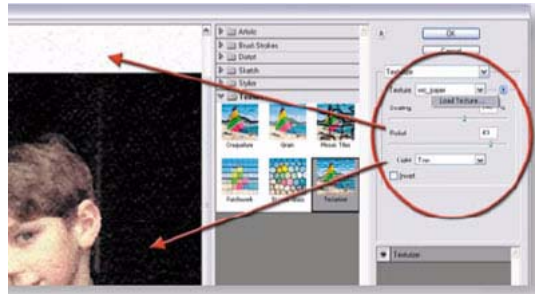 Artistic
Brush Strokes
Distort
Sketch
Stylize
Texture
Craquelure
Grain
Mosaic Tiles
Patchwork
Stained Glass
Texturizer
OK
Cancel
Texturizer
Texture
Load Texture...
Scaling
%
Relief
Light Top
Invert
Texturizer